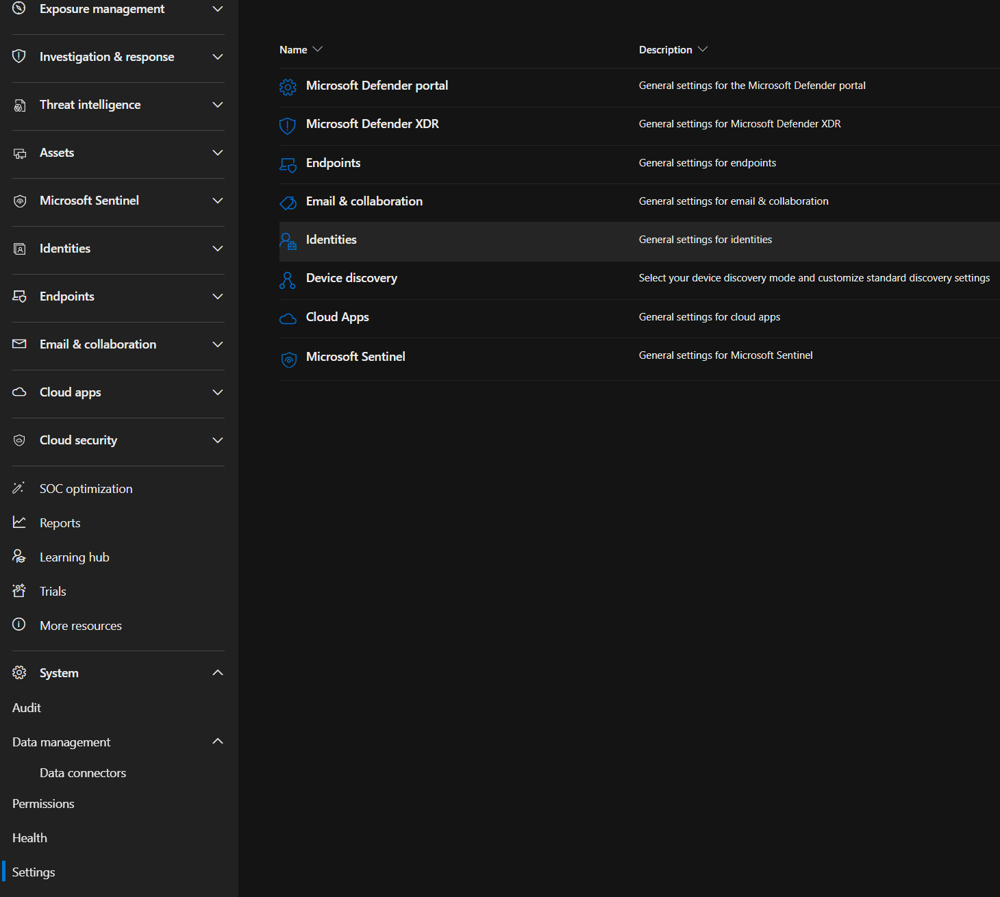 Exposure management
Investigation & response
Threat intelligence
Assets
Microsoft Sentinel
Identities
Endpoints
Email & collaboration
Cloud apps
Cloud security
SOC optimization
Reports
Learning hub
Trials
More resources
System
Audit
Data management
Data connectors
Permissions
Health
Settings
Name Description
Microsoft Defender portal General settings for the Microsoft Defender portal
Microsoft Defender XDR General settings for Microsoft Defender XDR
Endpoints General settings for endpoints
Email & collaboration General settings for email & collaboration
Identities General settings for identities
Device discovery Select your device discovery mode and customize standard discovery settings
Cloud Apps General settings for cloud apps
Microsoft Sentinel General settings for Microsoft Sentinel